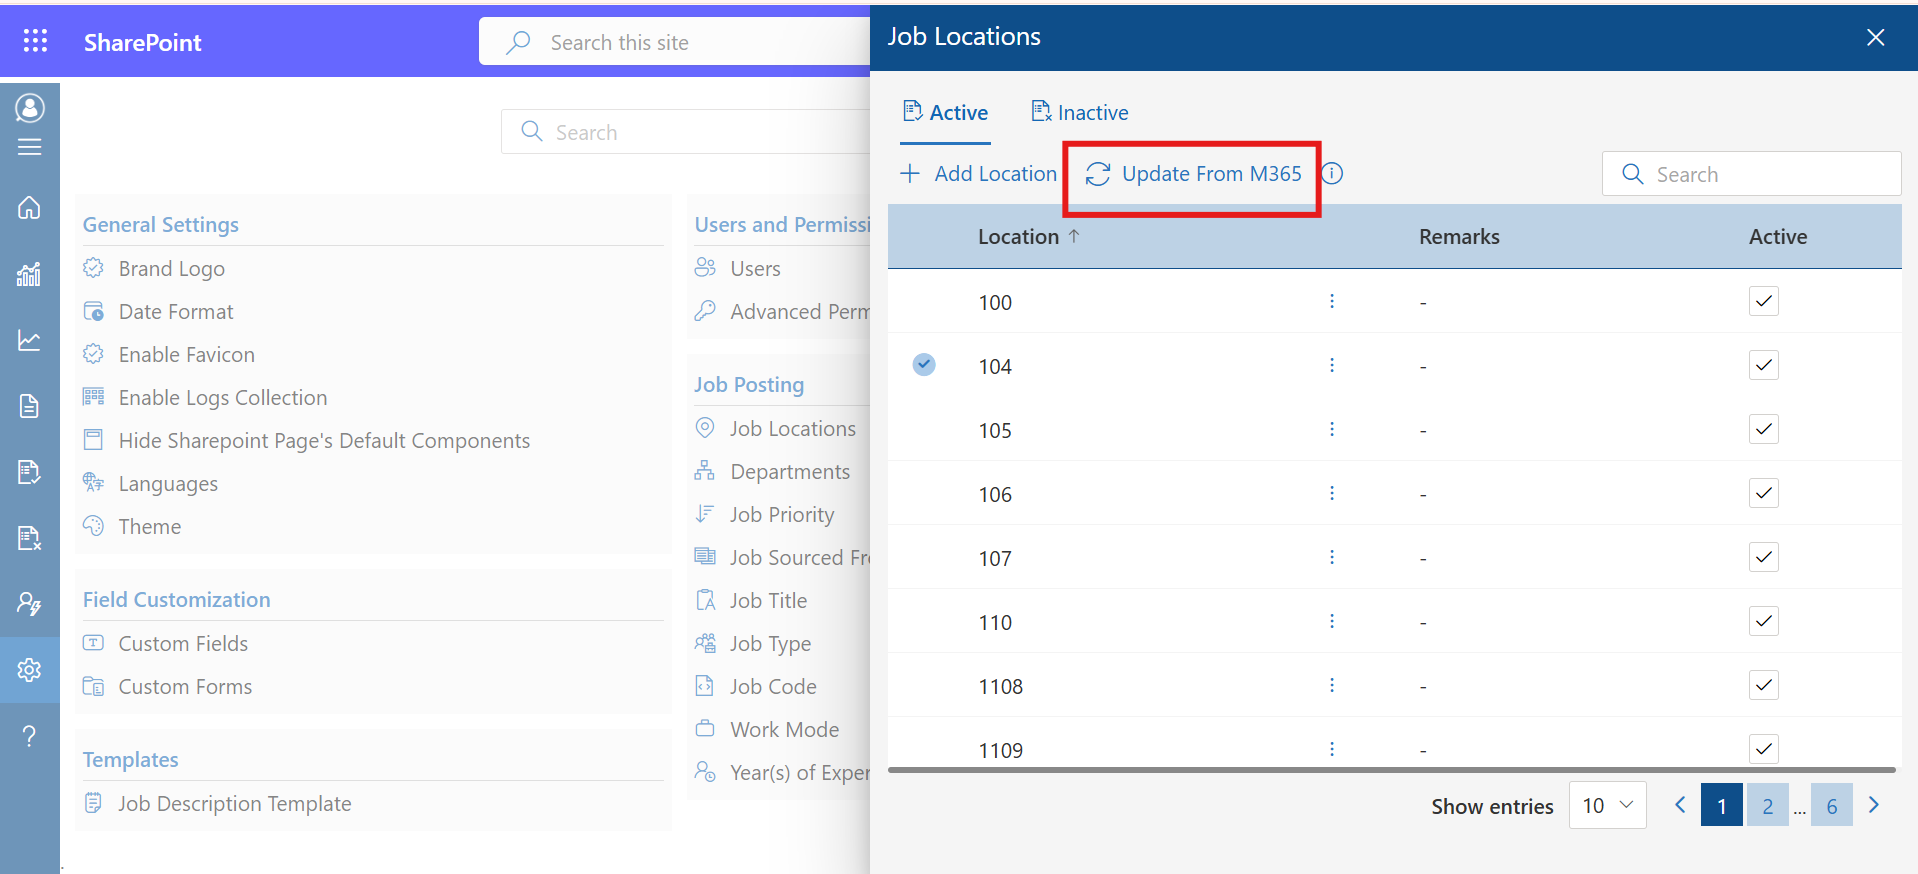 SharePoint
Search this site
Job Locations
Active
Inactive
Search
Add Location
Update From M365
Search
Location
Remarks
Active
100
-
104
-
105
-
106
-
107
-
110
-
1108
-
1109
-
Show entries
10
1
2
...
6
General Settings
Brand Logo
Date Format
Enable Favicon
Enable Logs Collection
Hide Sharepoint Page's Default Components
Languages
Theme
Field Customization
Custom Fields
Custom Forms
Templates
Job Description Template
Users and Permissi
Users
Advanced Perm
Job Posting
Job Locations
Departments
Job Priority
Job Sourced Fr
Job Title
Job Type
Job Code
Work Mode
Year(s) of Exper